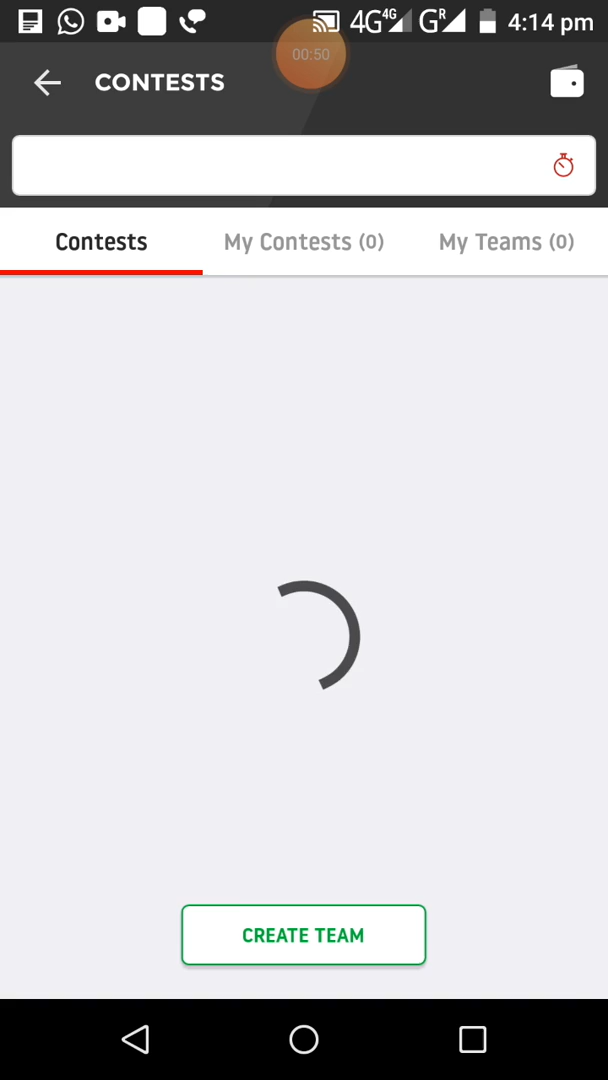 4G 4G G R 4:14 pm
00:50
CONTESTS
Contests My Contests (0) My Teams (0)
CREATE TEAM